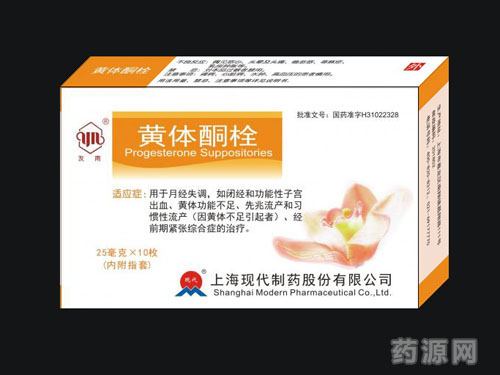 黄体酮栓
外
友南
R
黄体酮栓
Progesterone Suppositories
批准文号：国药准字H31022328
适应症：用于月经失调，如闭经和功能性子宫
出血、黄体功能不足、先兆流产和习
惯性流产（因黄体不足引起者）、经
前期紧张综合症的治疗。
25毫克×10枚
(内附指套)
现代
上海现代制药股份有限公司
Shanghai Modern Pharmaceutical Co.,Ltd.
药源网